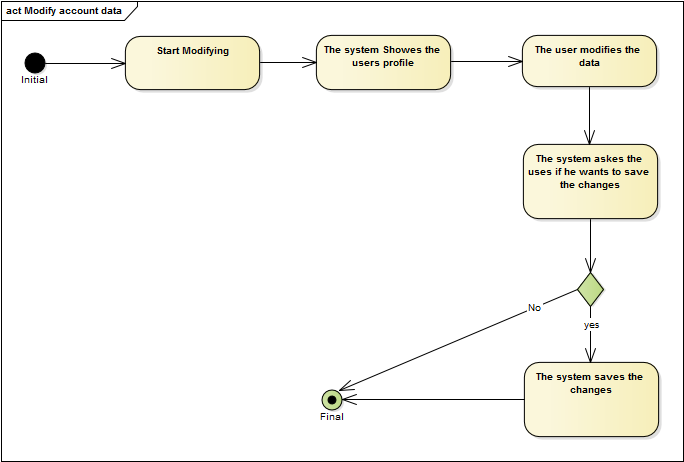 act Modify account data
Initial
Start Modifying
The system Showes the
users profile
The user modifies the
data
The system askes the
uses if he wants to save
the changes
No
yes
The system saves the
changes
Final